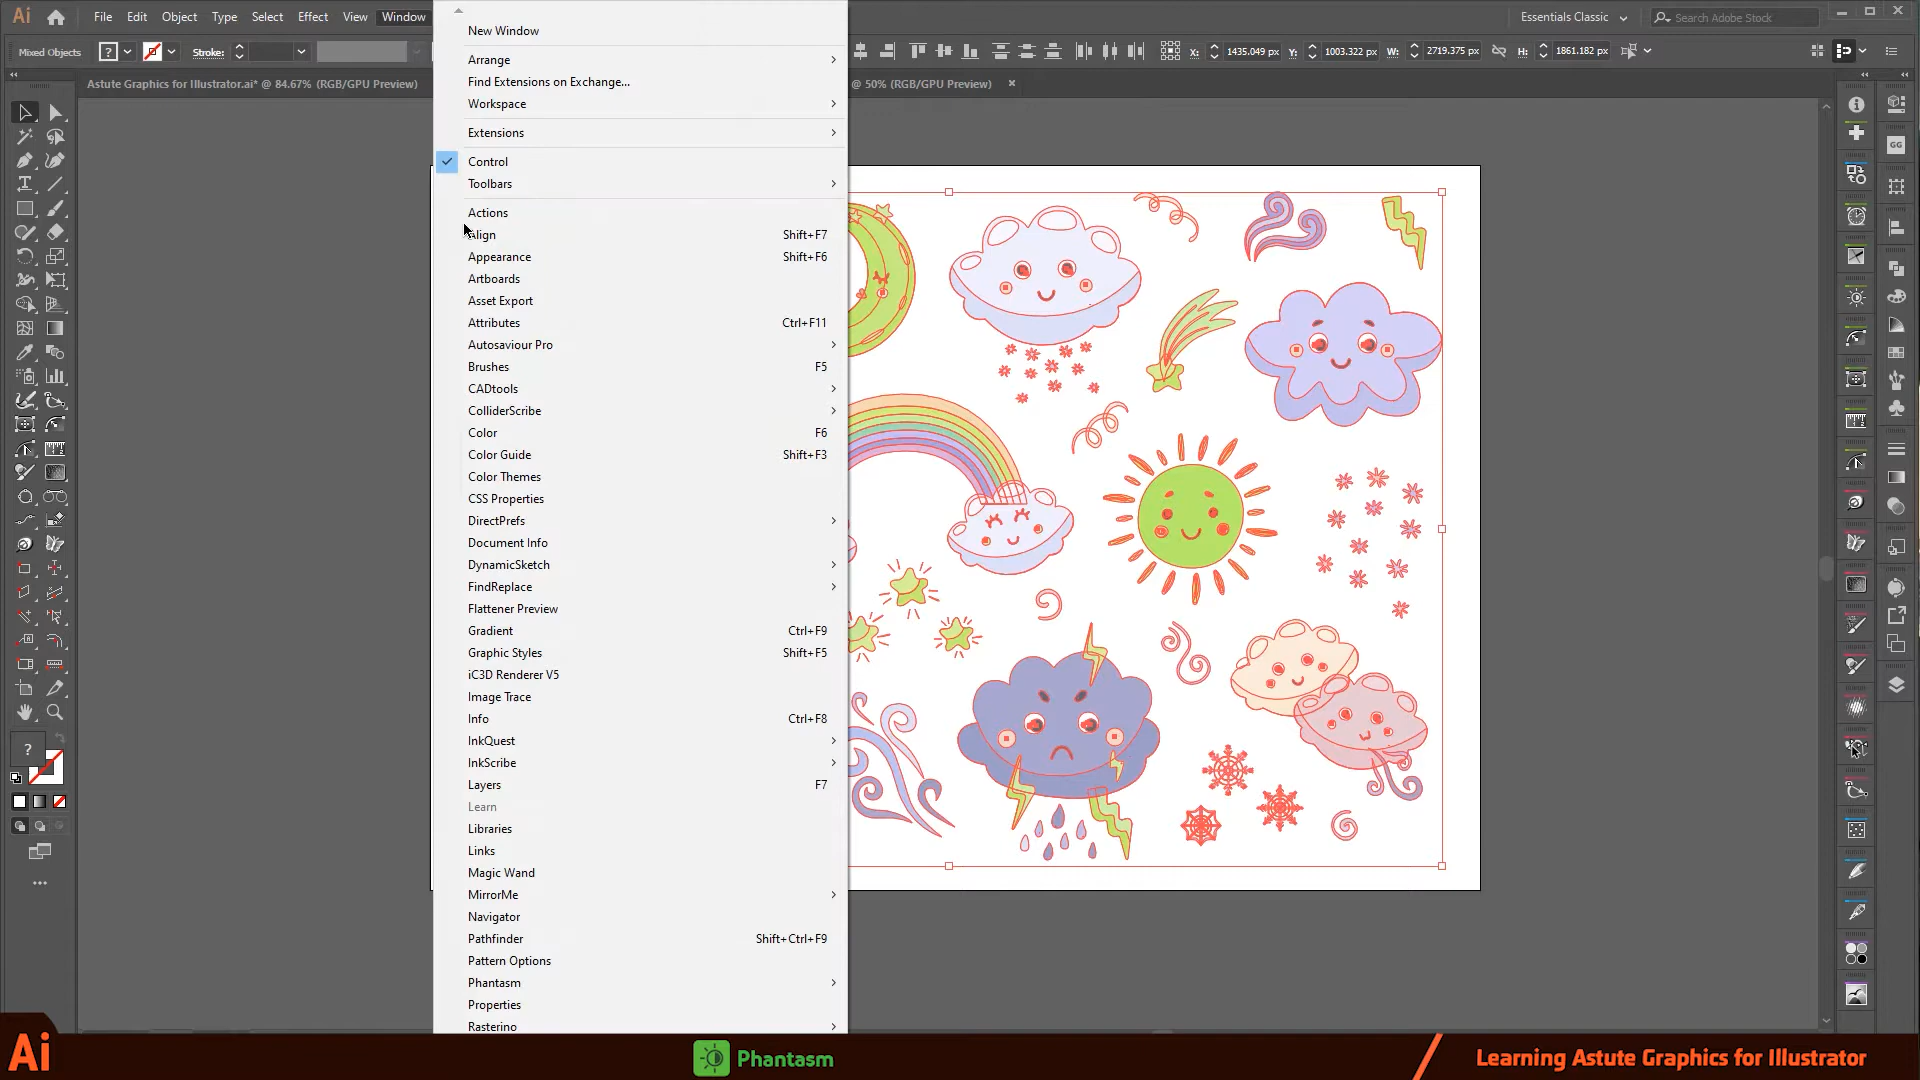 Ai
File Edit Object Type Select Effect View Window
Essentials Classic
Search Adobe Stock
Mixed Objects
?
Stroke:
X: 1435.049 px Y: 1003.322 px W: 2719.375 px H: 1861.182 px
Astute Graphics for Illustrator.ai* @ 84.67% (RGB/GPU Preview)
@ 50% (RGB/GPU Preview)
New Window
Arrange
Find Extensions on Exchange...
Workspace
Extensions
Control
Toolbars
Actions
Align Shift+F7
Appearance Shift+F6
Artboards
Asset Export
Attributes Ctrl+F11
Autosaviour Pro
Brushes F5
CADtools
ColliderScribe
Color F6
Color Guide Shift+F3
Color Themes
CSS Properties
DirectPrefs
Document Info
DynamicSketch
FindReplace
Flattener Preview
Gradient Ctrl+F9
Graphic Styles Shift+F5
iC3D Renderer V5
Image Trace
Info Ctrl+F8
InkQuest
InkScribe
Layers F7
Learn
Libraries
Links
Magic Wand
MirrorMe
Navigator
Pathfinder Shift+Ctrl+F9
Pattern Options
Phantasm
Properties
Rasterino
?
GG
Ai
Phantasm
Learning Astute Graphics for Illustrator